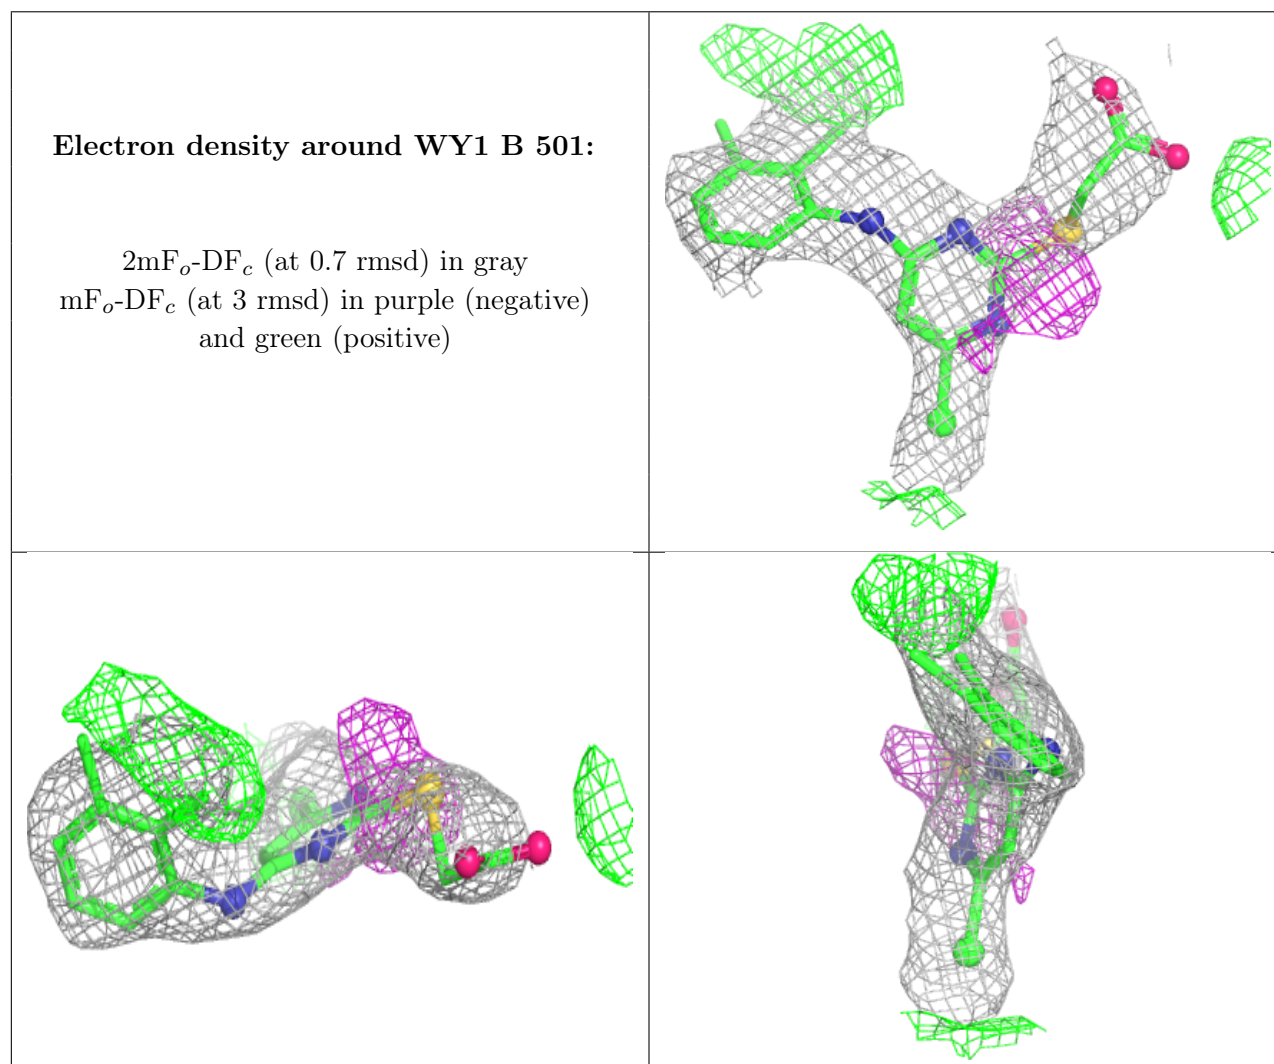 Electron density around WY1 B 501:
2mFo-DFc (at 0.7 rmsd) in gray
mFo-DFc (at 3 rmsd) in purple (negative)
and green (positive)